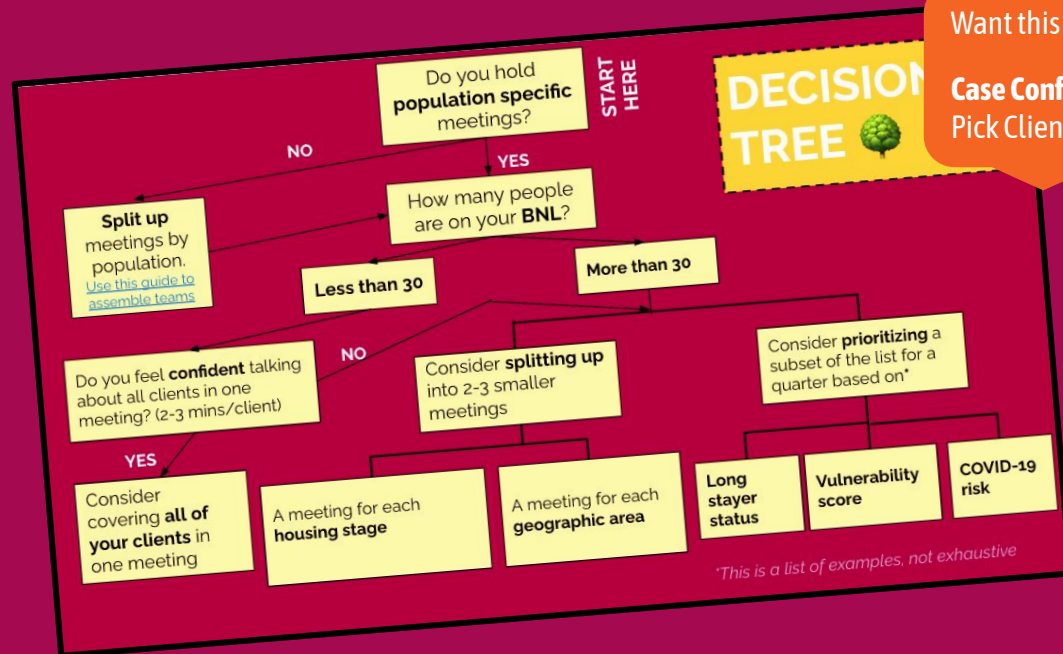 Want this
Case Conf
Pick Clien
DECISION
TREE
START
HERE
Do you hold
population specific
meetings?
NO
YES
Split up
meetings by
population.
Use this guide to
assemble teams
How many people
are on your BNL?
Less than 30
More than 30
Do you feel confident talking
about all clients in one
meeting? (2-3 mins/client)
NO
YES
Consider splitting up
into 2-3 smaller
meetings
Consider prioritizing a
subset of the list for a
quarter based on*
Consider
covering all of
your clients in
one meeting
A meeting for each
housing stage
A meeting for each
geographic area
Long
stayer
status
Vulnerability
score
COVID-19
risk
*This is a list of examples, not exhaustive